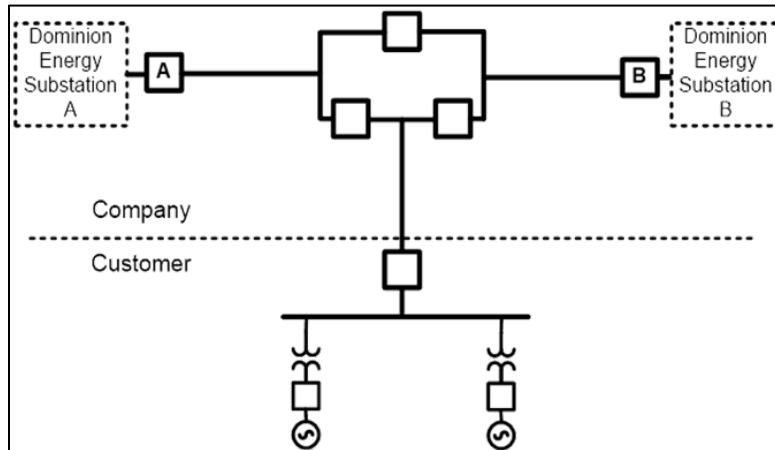 Dominion
Energy
Substation
A
A
B
Dominion
Energy
Substation
B
Company
Customer